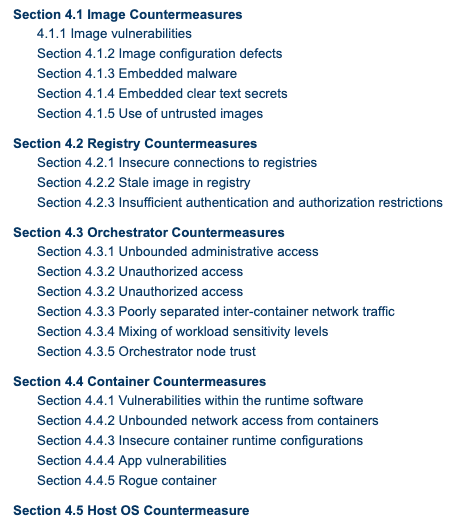 Section 4.1 Image Countermeasures
4.1.1 Image vulnerabilities
Section 4.1.2 Image configuration defects
Section 4.1.3 Embedded malware
Section 4.1.4 Embedded clear text secrets
Section 4.1.5 Use of untrusted images
Section 4.2 Registry Countermeasures
Section 4.2.1 Insecure connections to registries
Section 4.2.2 Stale image in registry
Section 4.2.3 Insufficient authentication and authorization restrictions
Section 4.3 Orchestrator Countermeasures
Section 4.3.1 Unbounded administrative access
Section 4.3.2 Unauthorized access
Section 4.3.2 Unauthorized access
Section 4.3.3 Poorly separated inter-container network traffic
Section 4.3.4 Mixing of workload sensitivity levels
Section 4.3.5 Orchestrator node trust
Section 4.4 Container Countermeasures
Section 4.4.1 Vulnerabilities within the runtime software
Section 4.4.2 Unbounded network access from containers
Section 4.4.3 Insecure container runtime configurations
Section 4.4.4 App vulnerabilities
Section 4.4.5 Rogue container
Section 4.5 Host OS Countermeasure